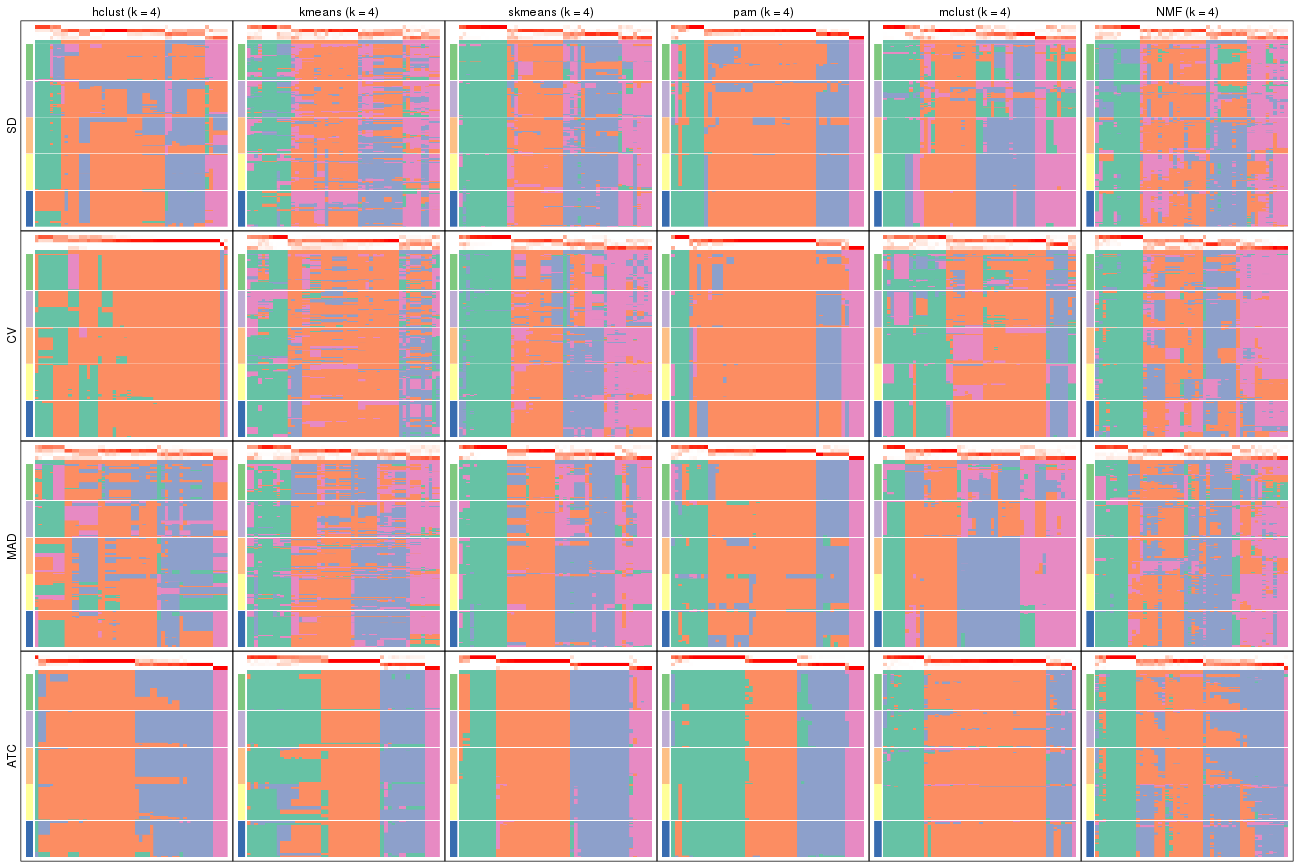 hclust (k = 4) kmeans (k = 4) skmeans (k = 4) pam (k = 4) mclust (k = 4) NMF (k = 4)
SD
CV
MAD
ATC